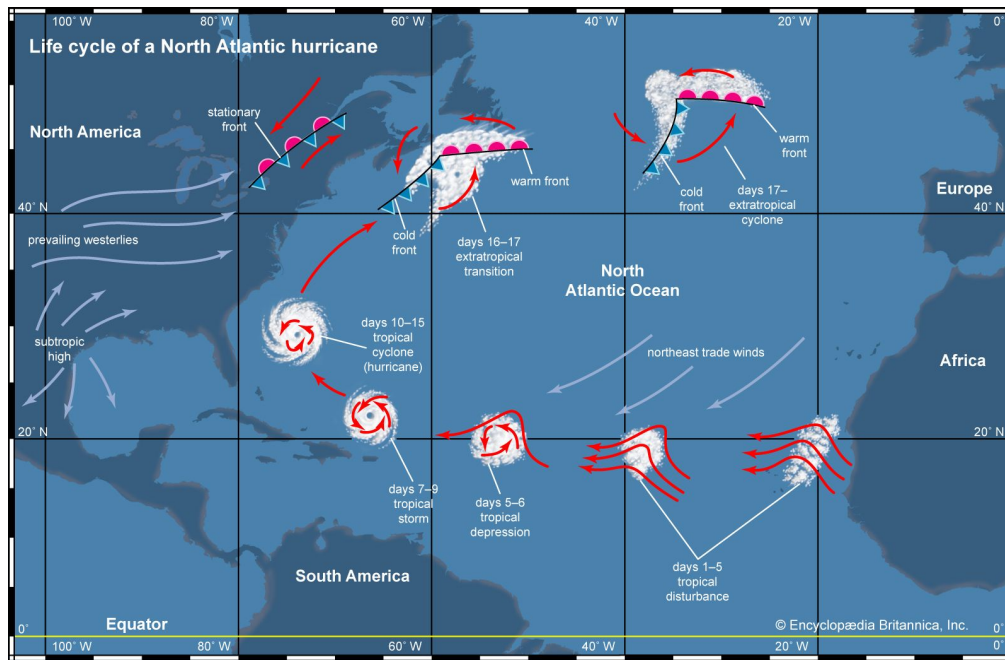 100° W
80° W
60° W
40° W
20° W
0°
Life cycle of a North Atlantic hurricane
stationary
front
North America
warm front
warm
front
cold
front
days 17–
extratropical
cyclone
Europe
40° N
40° N
prevailing westerlies
cold
front
days 16–17
extratropical
transition
North
Atlantic Ocean
subtropic
high
days 10–15
tropical
cyclone
(hurricane)
northeast trade winds
Africa
20° N
20° N
days 7–9
tropical
storm
days 5–6
tropical
depression
days 1–5
tropical
disturbance
South America
Equator
© Encyclopædia Britannica, Inc.
0°
0°
100° W
80° W
60° W
40° W
20° W
0°